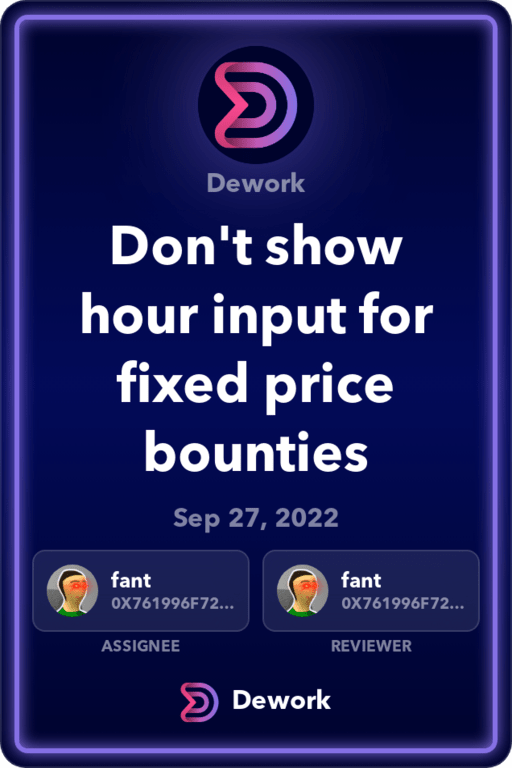 Dework
Don't show
hour input for
fixed price
bounties
Sep 27, 2022
fant
0X761996F72...
ASSIGNEE
fant
0X761996F72...
REVIEWER
Dework